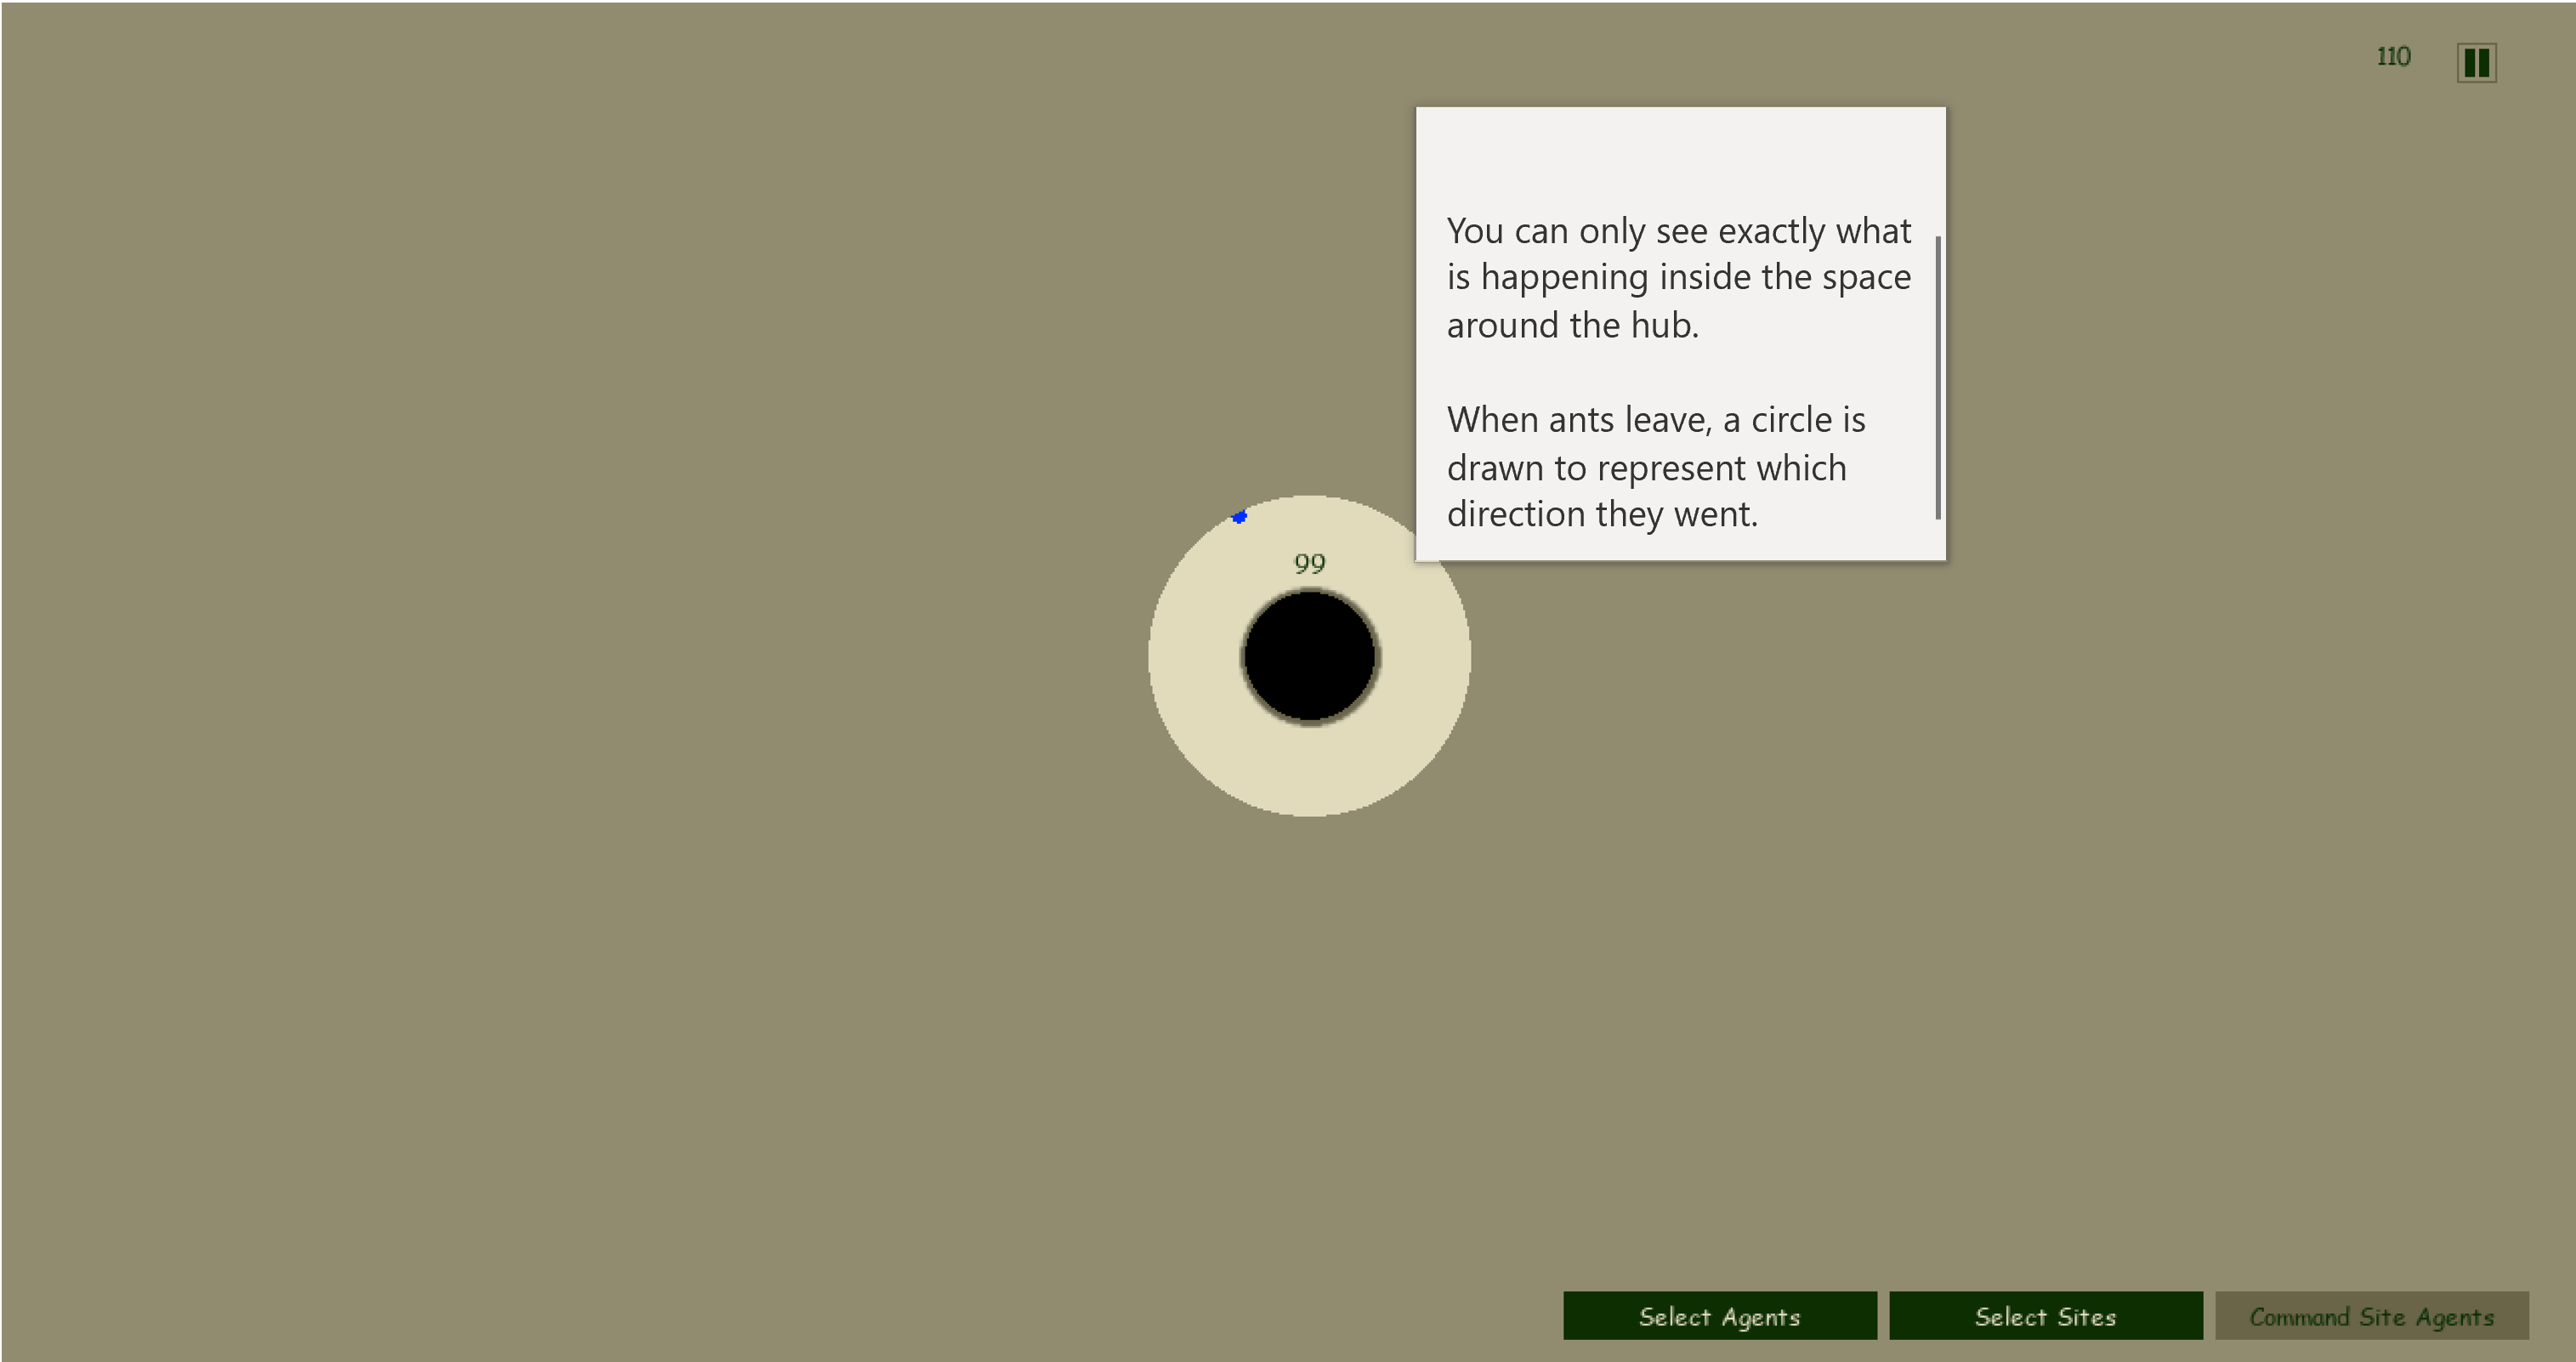 110
You can only see exactly what
is happening inside the space
around the hub.
When ants leave, a circle is
drawn to represent which
direction they went.
99
Select Agents
Select Sites
Command Site Agents